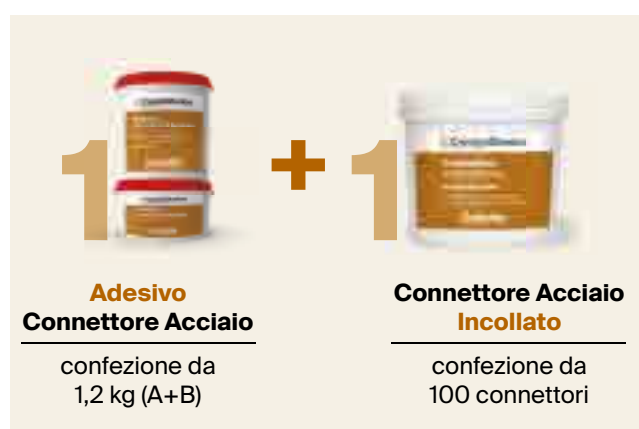 1
+
1
Adesivo
Connettore Acciaio
confezione da
1,2 kg (A+B)
Connettore Acciaio
Incollato
confezione da
100 connettori